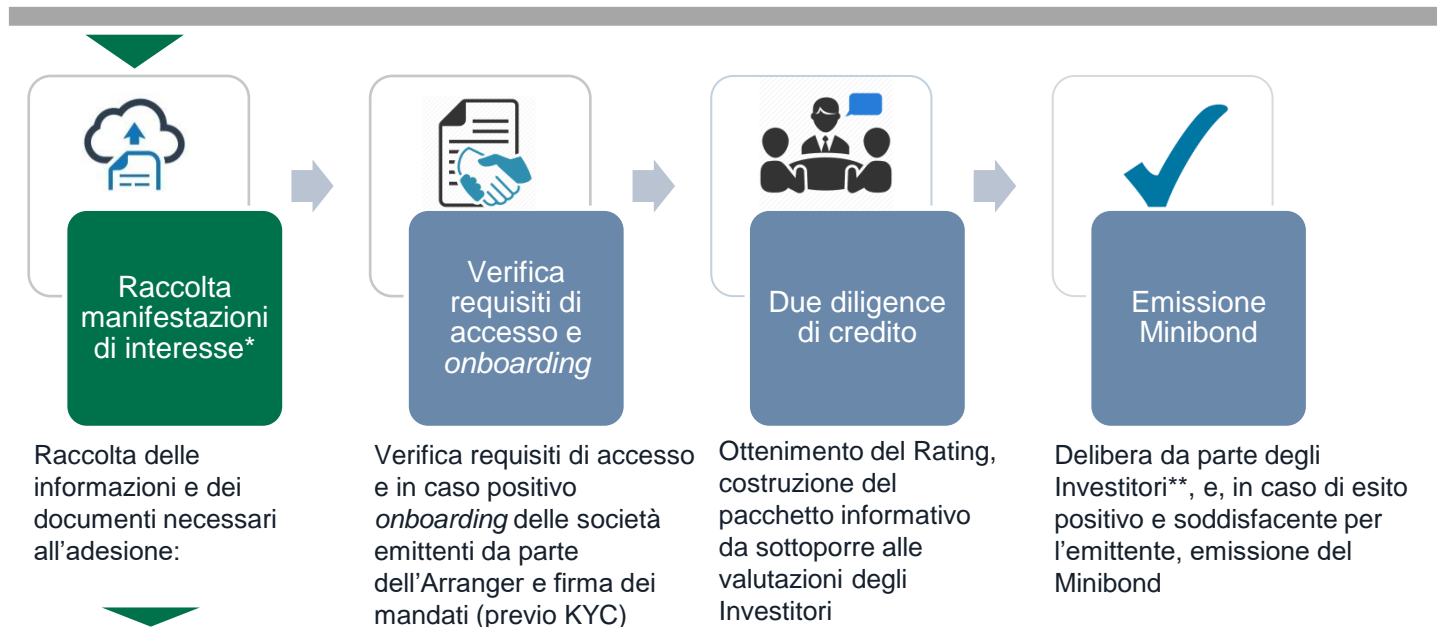 Raccolta
manifestazioni
di interesse*
Verifica
requisiti di
accesso e
onboarding
Due diligence
di credito
Emissione
Minibond
Raccolta delle
informazioni e dei
documenti necessari
all'adesione:
Verifica requisiti di accesso
e in caso positivo
onboarding delle società
emittenti da parte
dell'Arranger e firma dei
mandati (previo KYC)
Ottenimento del Rating,
costruzione del
pacchetto informativo
da sottoporre alle
valutazioni degli
Investitori
Delibera da parte degli
Investitori**, e, in caso di esito
positivo e soddisfacente per
l'emittente, emissione del
Minibond